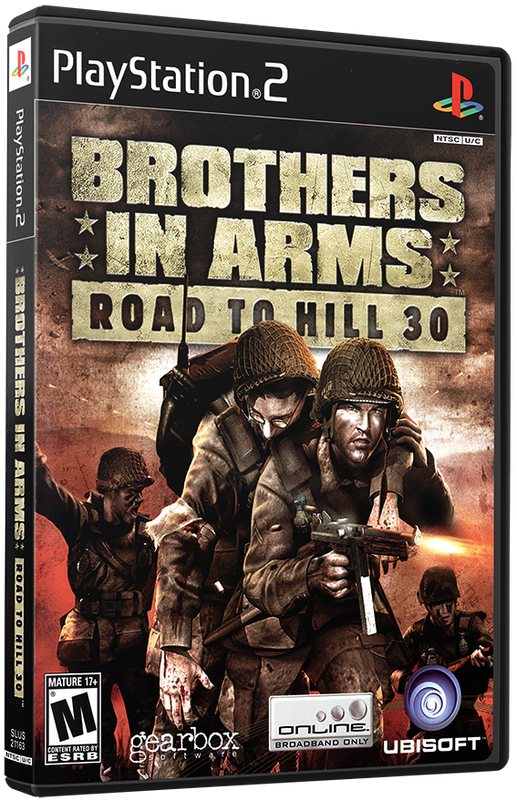 PlayStation®2
NTSC U/C
BROTHERS
IN ARMS
ROAD TO HILL 30
TM
MATURE 17+
M
CONTENT RATED BY
ESRB
gearbox
software
ONLINE
BROADBAND ONLY
UBISOFT
PlayStation®2
BROTHERS IN ARMS ROAD TO HILL 30
SLUS
21163